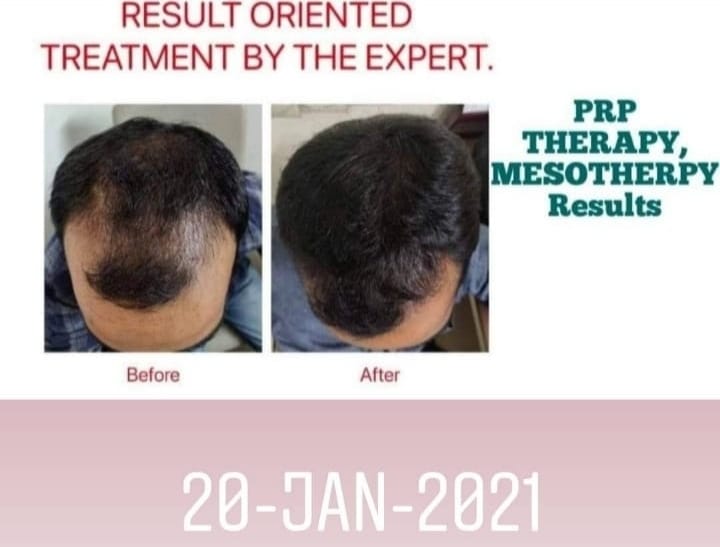 RESULT ORIENTED
TREATMENT BY THE EXPERT.
PRP
THERAPY,
MESOTHERPY
Results
Before
After
20-JAN-2021